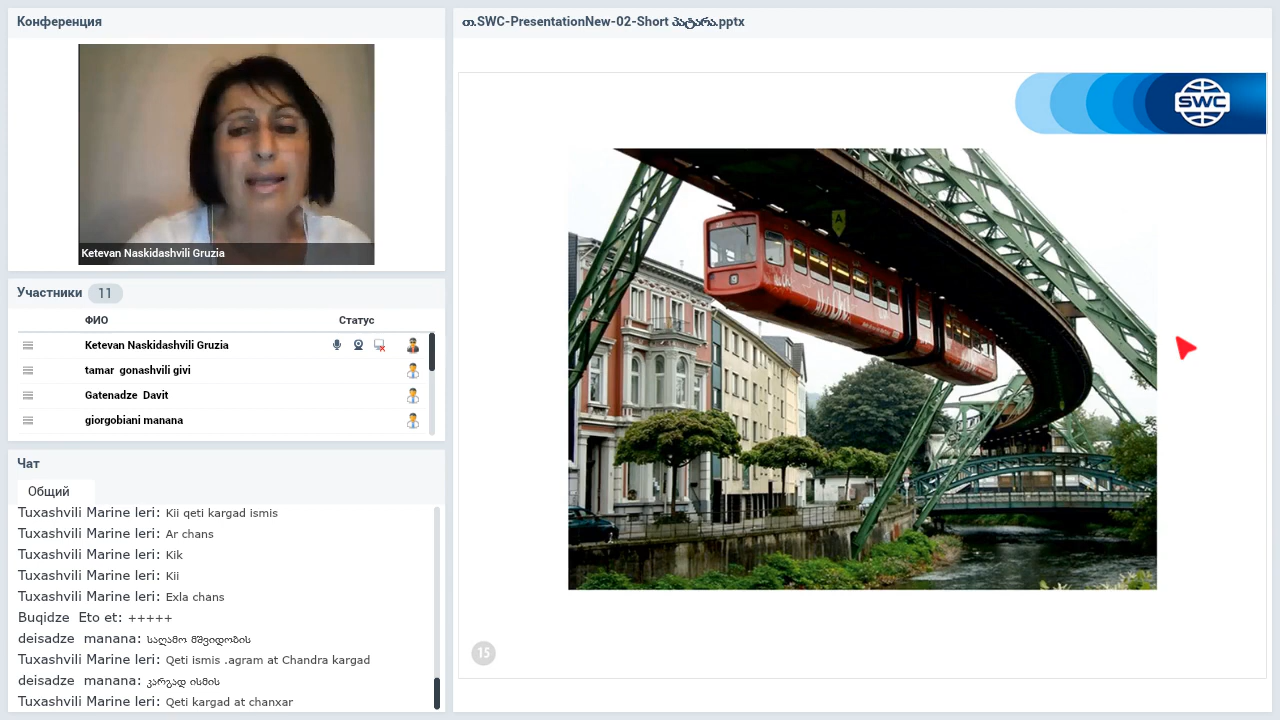 Конференция
Ketevan Naskidashvili Gruzia
Участники 11
ФИО Статус
Ketevan Naskidashvili Gruzia
tamar gonashvili givi
Gatenadze Davit
giorgobiani manana
Чат
Общий
Tuxashvili Marine leri: Kii qeti kargad ismis
Tuxashvili Marine leri: Ar chans
Tuxashvili Marine leri: Kik
Tuxashvili Marine leri: Kii
Tuxashvili Marine leri: Exla chans
Buqidze Eto et: +++++
deisadze manana: საღამო მშვიდობის
Tuxashvili Marine leri: Qeti ismis .agram at Chandra kargad
deisadze manana: კარგად ისმის
Tuxashvili Marine leri: Qeti kargad at chanxar
თ.SWC-PresentationNew-02-Short პატარა.pptx
SWC
A
15